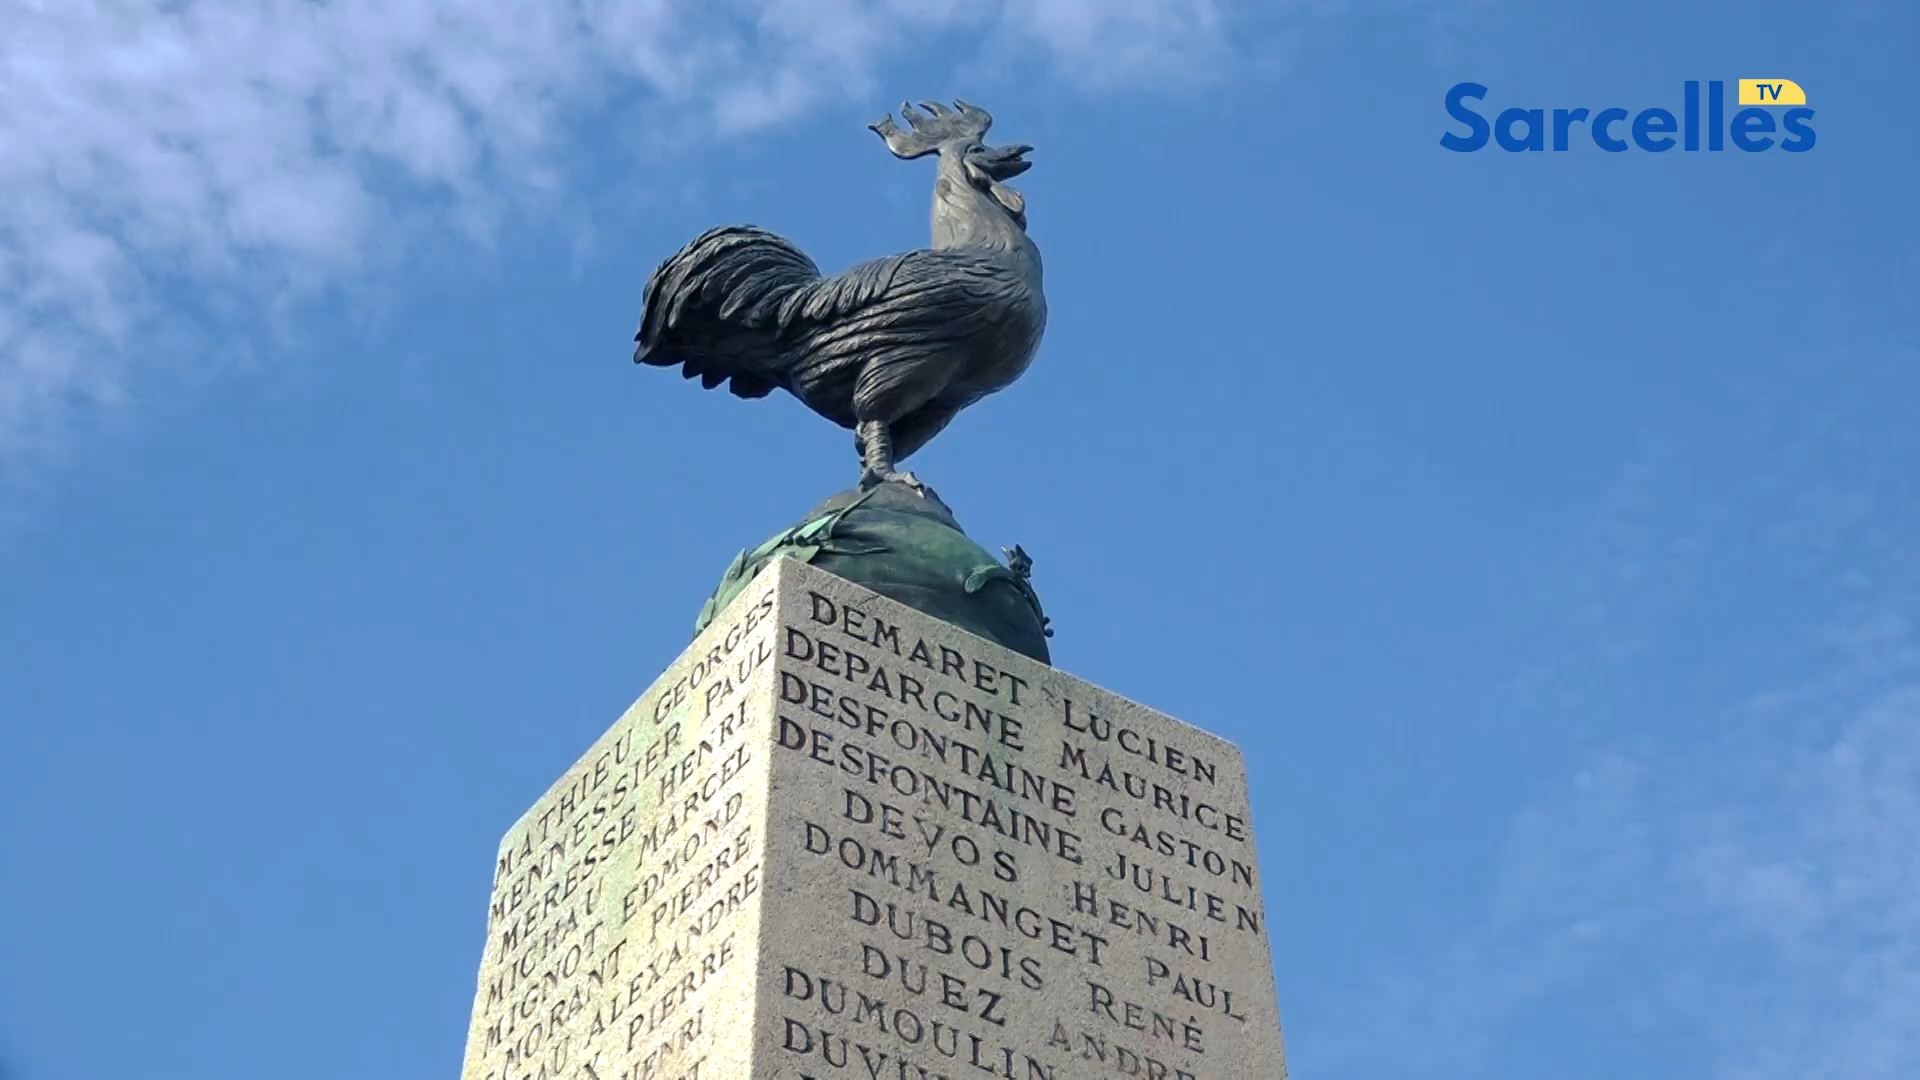 Sarcelles TV
MATHIEU GEORGES
MENNESSIER PAUL
MERESSE HENRI
MICHAU MARCEL
MIGNOT EDMOND
MORANT PIERRE
ALEXANDRE
PIERRE
DEMARET LUCIEN
DEPARGNE MAURICE
DESFONTAINE GASTON
DESFONTAINE JULIEN
DEVOS HENRI
DOMMANGET PAUL
DUBOIS RENÉ
DUEZ ANDRE
DUMOULIN